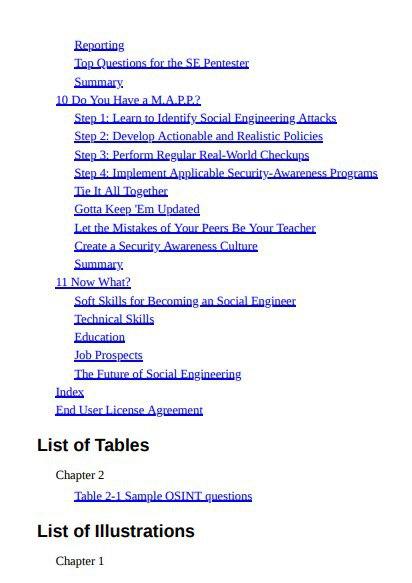 Reporting
Top Questions for the SE Pentester
Summary
10 Do You Have a M.A.P.P.?
Step 1: Learn to Identify Social Engineering Attacks
Step 2: Develop Actionable and Realistic Policies
Step 3: Perform Regular Real-World Checkups
Step 4: Implement Applicable Security-Awareness Programs
Tie It All Together
Gotta Keep 'Em Updated
Let the Mistakes of Your Peers Be Your Teacher
Create a Security Awareness Culture
Summary
11 Now What?
Soft Skills for Becoming an Social Engineer
Technical Skills
Education
Job Prospects
The Future of Social Engineering
Index
End User License Agreement
List of Tables
Chapter 2
Table 2-1 Sample OSINT questions
List of Illustrations
Chapter 1